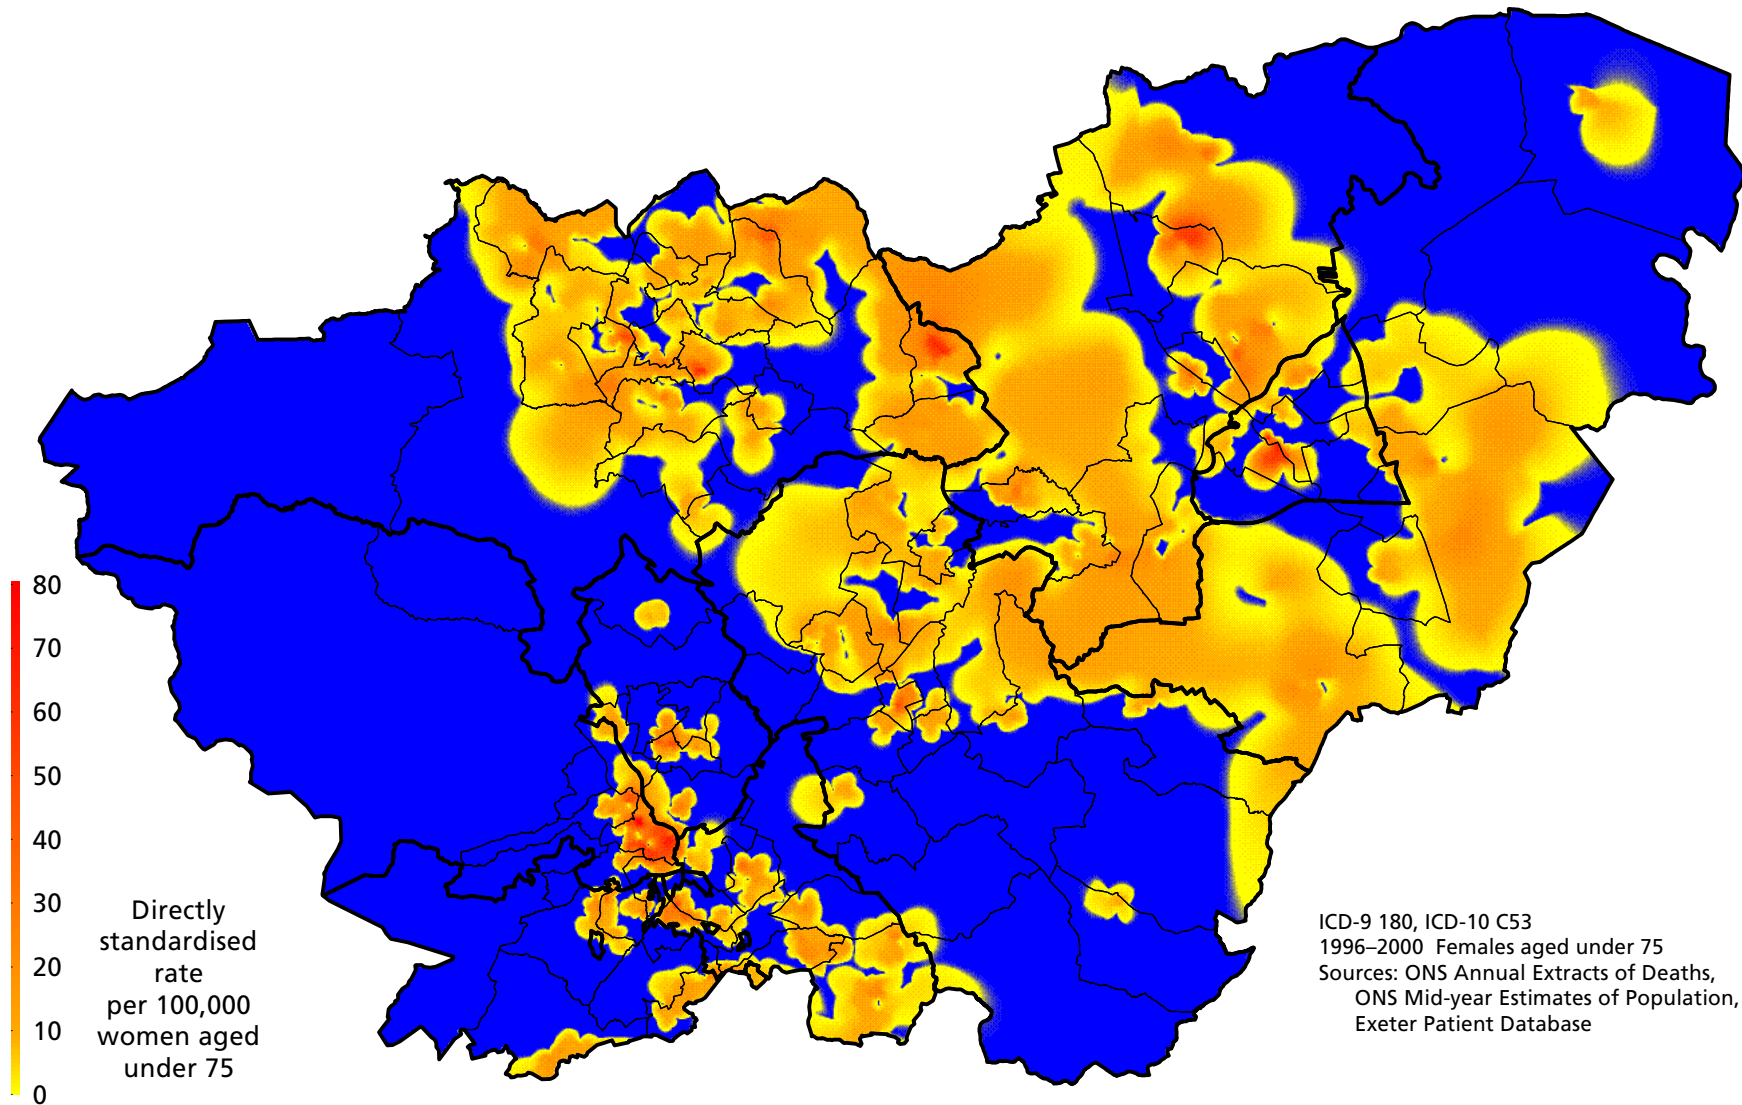 80
70
60
50
40
30
20
10
0
Directly
standardised
rate
per 100,000
women aged
under 75
ICD-9 180, ICD-10 C53
1996–2000 Females aged under 75
Sources: ONS Annual Extracts of Deaths,
ONS Mid-year Estimates of Population,
Exeter Patient Database